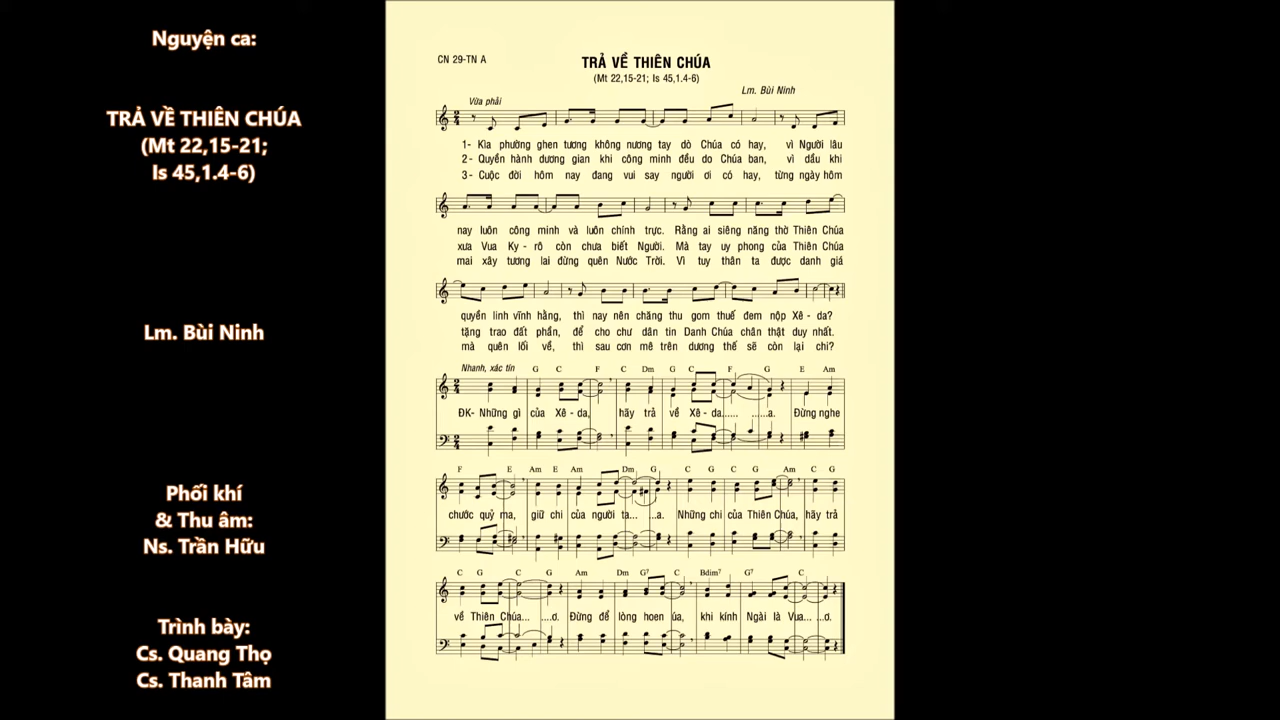 Nguyện ca:
TRẢ VỀ THIÊN CHÚA
(Mt 22,15-21;
Is 45,1.4-6)
Lm. Bùi Ninh
Phối khí
& Thu âm:
Ns. Trần Hữu
Trình bày:
Cs. Quang Thọ
Cs. Thanh Tâm
CN 29-TN A
TRẢ VỀ THIÊN CHÚA
(Mt 22,15-21; Is 45,1.4-6)
Lm. Bùi Ninh
Vừa phải
1- Kìa phường ghen tương không nương tay dò Chúa có hay, vì Người lâu
2- Quyền hành dương gian khi công minh đều do Chúa ban, vì dầu khi
3- Cuộc đời hôm nay đang vui say người ơi có hay, từng ngày hôm
nay luôn công minh và luôn chính trực. Rằng ai siêng năng thờ Thiên Chúa
xưa Vua Ky - rô còn chưa biết Người. Mà tay uy phong của Thiên Chúa
mai xây tương lai đừng quên Nước Trời. Vì tuy thân ta được danh giá
quyền linh vĩnh hằng, thì nay nên chăng thu gom thuế đem nộp Xê - da?
tặng trao đất phần, để cho chư dân tin Danh Chúa chân thật duy nhất.
mà quên lối về, thì sau cơn mê trên dương thế sẽ còn lại chi?
Nhanh, xác tín
G C F C Dm G C F G E Am
ĐK- Những gì của Xê - da, hãy trả về Xê - da...... ......a. Đừng nghe
F E Am E Am Dm G C G C G Am C G
chước quỷ ma, giữ chi của người ta... ...a. Những chi của Thiên Chúa, hãy trả
C G C G Am Dm G7 C Bdim7 G7 C
về Thiên Chúa... ....ơ. Đừng để lòng hoen úa, khi kính Ngài là Vua... ...ơ.